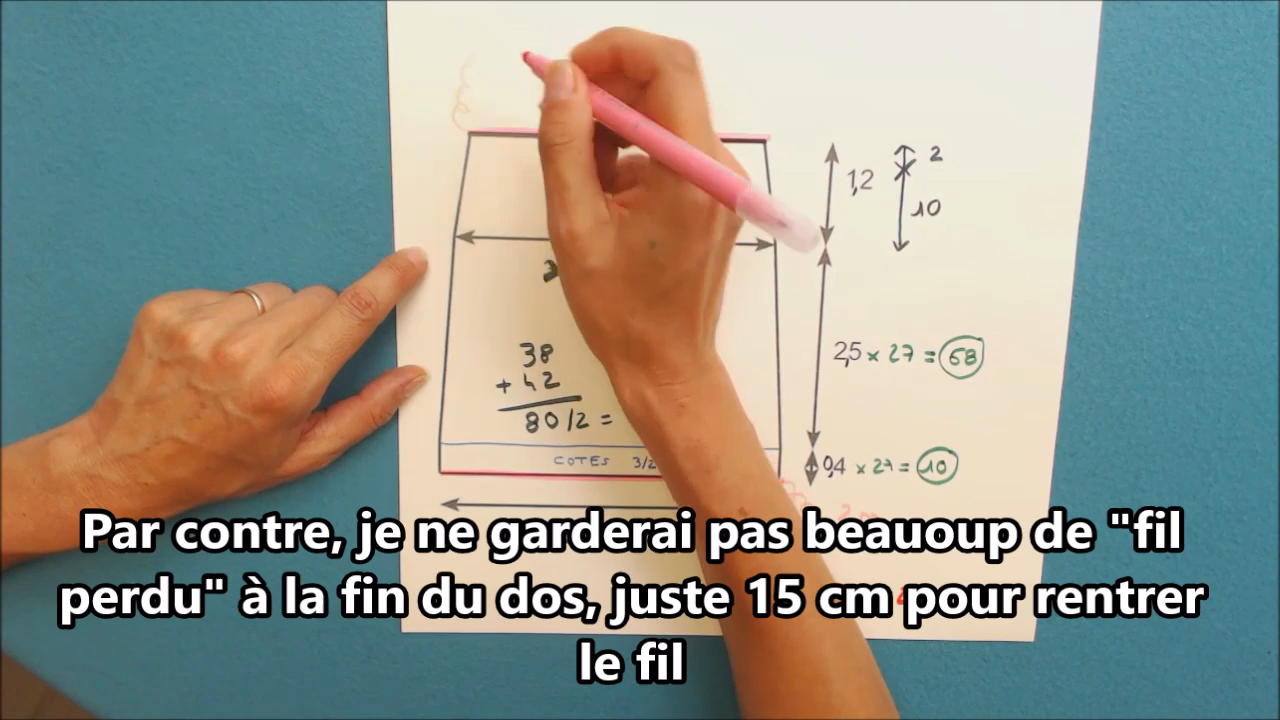 1,2
2
10
38
+ 42
80/2 =
2,5 x 27 = 68
COTES 3/2
0,4 x 27 = 10
Par contre, je ne garderai pas beauoup de "fil
perdu" à la fin du dos, juste 15 cm pour rentrer
le fil